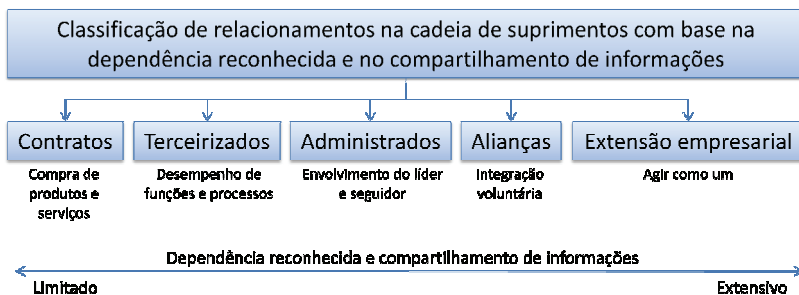 Classificação de relacionamentos na cadeia de suprimentos com base na
dependência reconhecida e no compartilhamento de informações
Contratos
Terceirizados
Administrados
Alianças
Extensão empresarial
Compra de
produtos e
serviços
Desempenho de
funções e processos
Envolvimento do líder
e seguidor
Integração
voluntária
Agir como um
Dependência reconhecida e compartilhamento de informações
Limitado
Extensivo